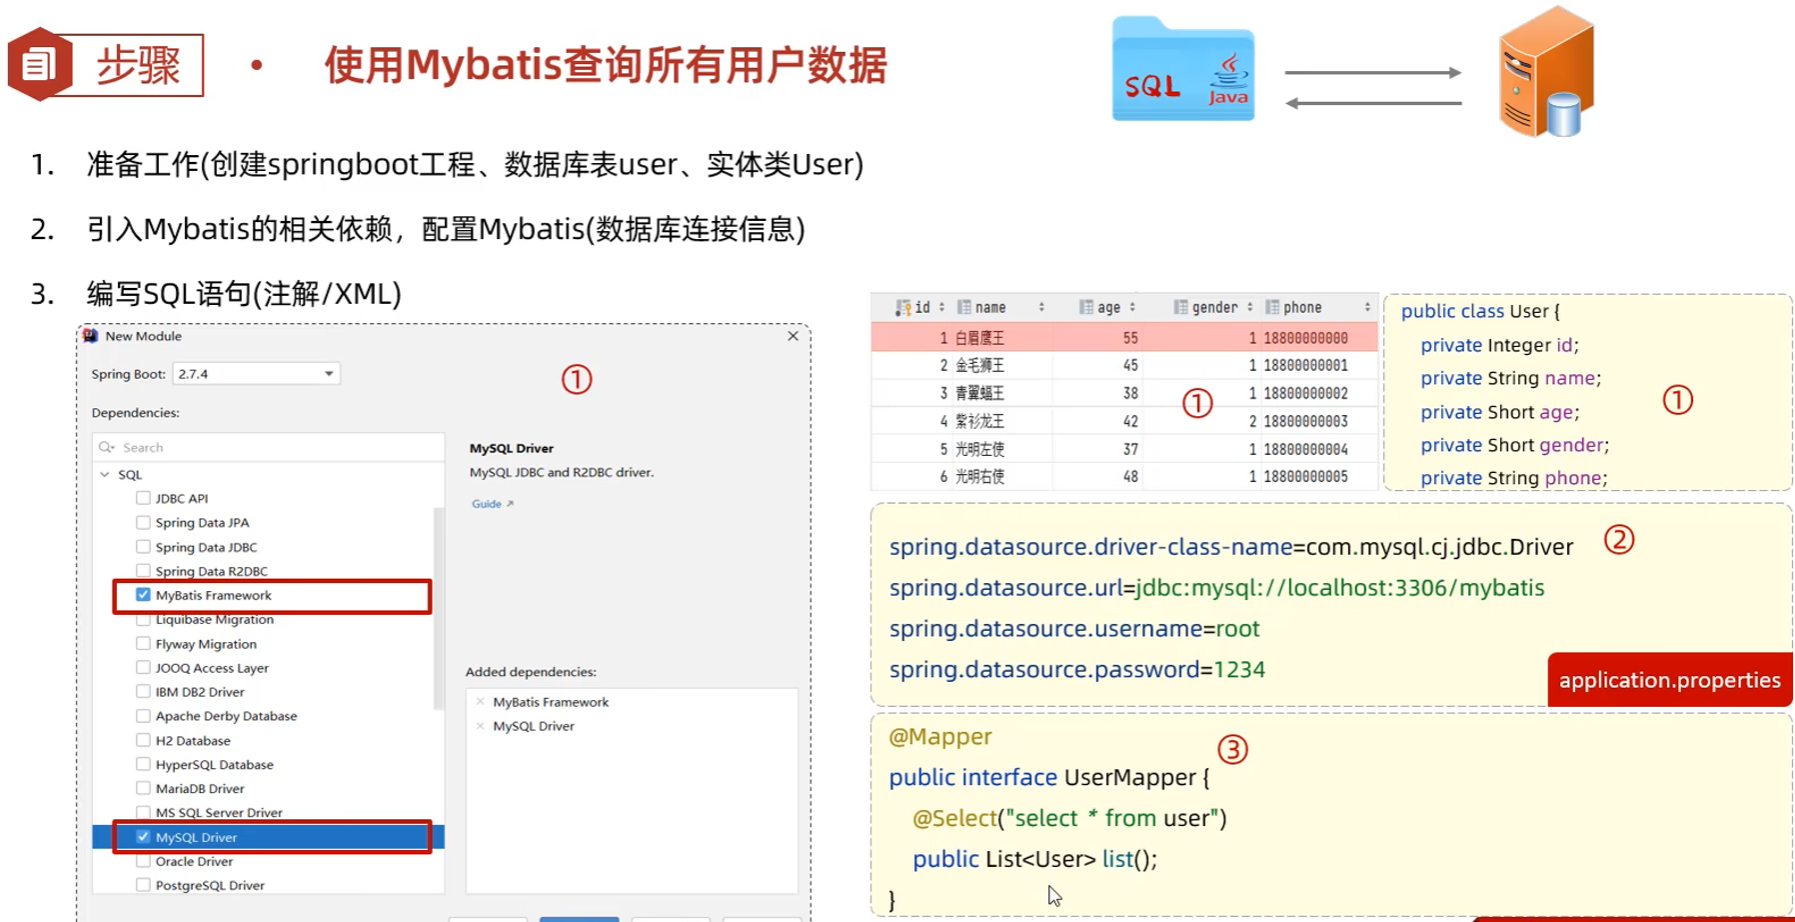 步骤
• 使用Mybatis查询所有用户数据
SQL Java
1. 准备工作(创建springboot工程、数据库表user、实体类User)
2. 引入Mybatis的相关依赖，配置Mybatis(数据库连接信息)
3. 编写SQL语句(注解/XML)
New Module
Spring Boot: 2.7.4
①
Dependencies:
Search
SQL
JDBC API
Spring Data JPA
Spring Data JDBC
Spring Data R2DBC
MyBatis Framework
Liquibase Migration
Flyway Migration
JOOQ Access Layer
IBM DB2 Driver
Apache Derby Database
H2 Database
HyperSQL Database
MariaDB Driver
MS SQL Server Driver
MySQL Driver
Oracle Driver
PostgreSQL Driver
MySQL Driver
MySQL JDBC and R2DBC driver.
Guide
Added dependencies:
MyBatis Framework
MySQL Driver
id name age gender phone
1 白眉鹰王 55 1 18800000000
2 金毛狮王 45 1 18800000001
3 青翼蝠王 38 1 18800000002
4 紫衫龙王 42 2 18800000003
5 光明左使 37 1 18800000004
6 光明右使 48 1 18800000005
①
public class User {
private Integer id;
private String name;
private Short age;
private Short gender;
private String phone;
①
spring.datasource.driver-class-name=com.mysql.cj.jdbc.Driver
spring.datasource.url=jdbc:mysql://localhost:3306/mybatis
spring.datasource.username=root
spring.datasource.password=1234
②
application.properties
@Mapper
public interface UserMapper {
@Select("select * from user")
public List<User> list();
}
③